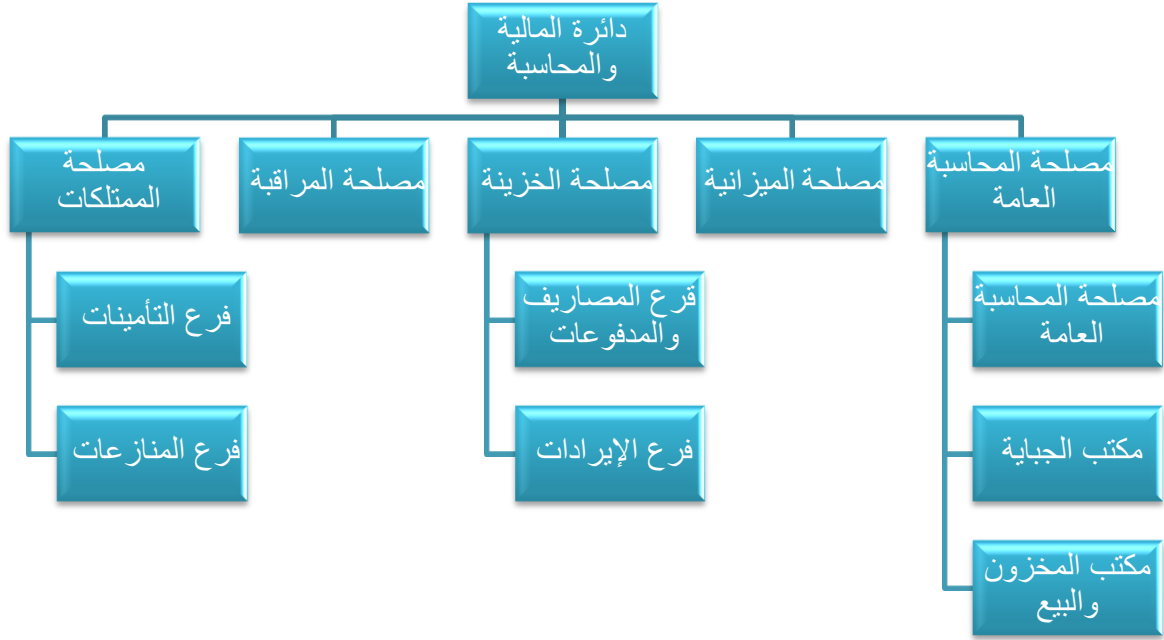 دائرة المالية
والمحاسبة
مصلحة المحاسبة
العامة
مصلحة الميزانية
مصلحة الخزينة
مصلحة المراقبة
مصلحة
الممتلكات
مصلحة المحاسبة
العامة
مكتب الجباية
مكتب المخزون
والبيع
قرع المصاريف
والمدفوعات
فرع الإيرادات
فرع التأمينات
فرع المنازعات